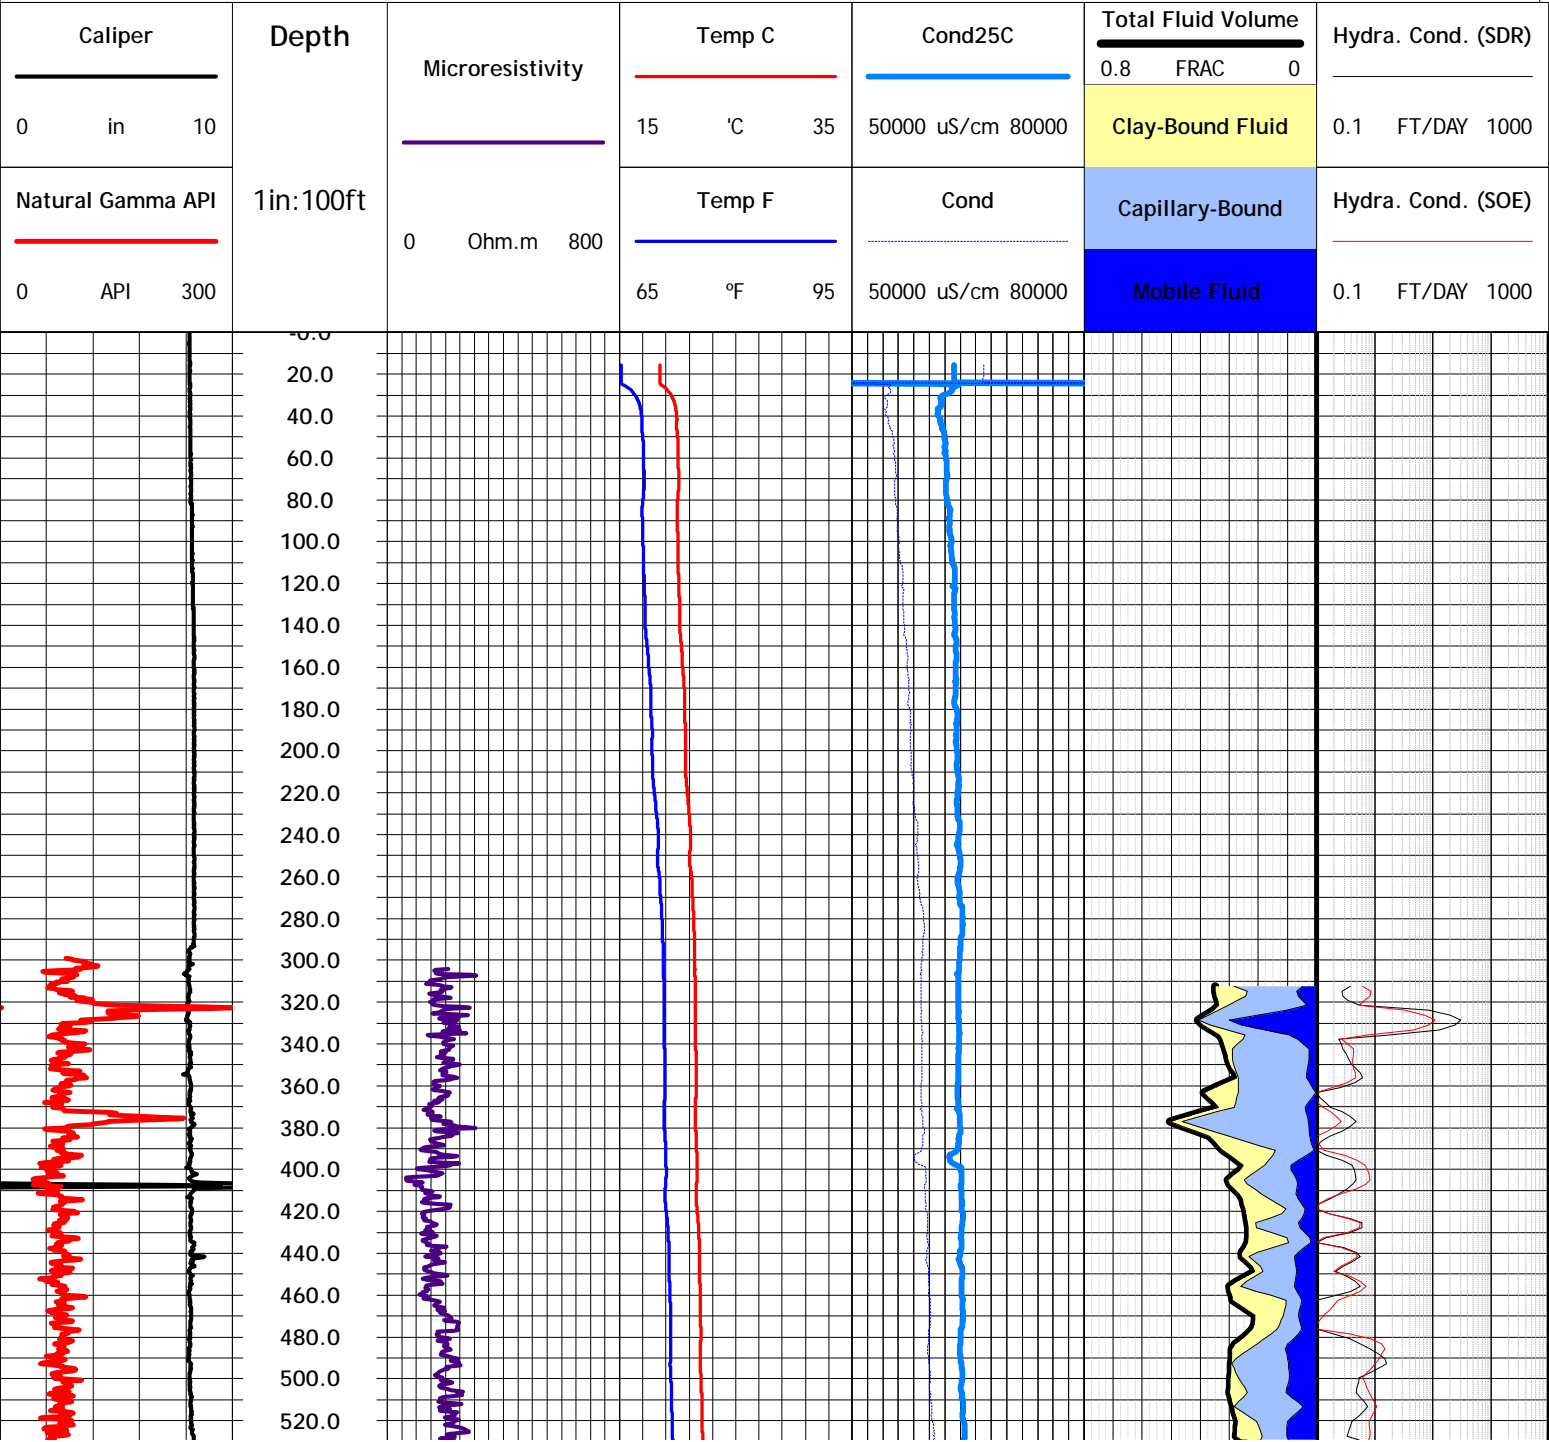 Caliper
0 in 10
Natural Gamma API
0 API 300
Depth
1in:100ft
Microresistivity
0 Ohm.m 800
Temp C
15 'C 35
Temp F
65 ºF 95
Cond25C
50000 uS/cm 80000
Cond
50000 uS/cm 80000
Total Fluid Volume
0.8 FRAC 0
Clay-Bound Fluid
Capillary-Bound
Mobile Fluid
Hydra. Cond. (SDR)
0.1 FT/DAY 1000
Hydra. Cond. (SOE)
0.1 FT/DAY 1000
-0.0
20.0
40.0
60.0
80.0
100.0
120.0
140.0
160.0
180.0
200.0
220.0
240.0
260.0
280.0
300.0
320.0
340.0
360.0
380.0
400.0
420.0
440.0
460.0
480.0
500.0
520.0